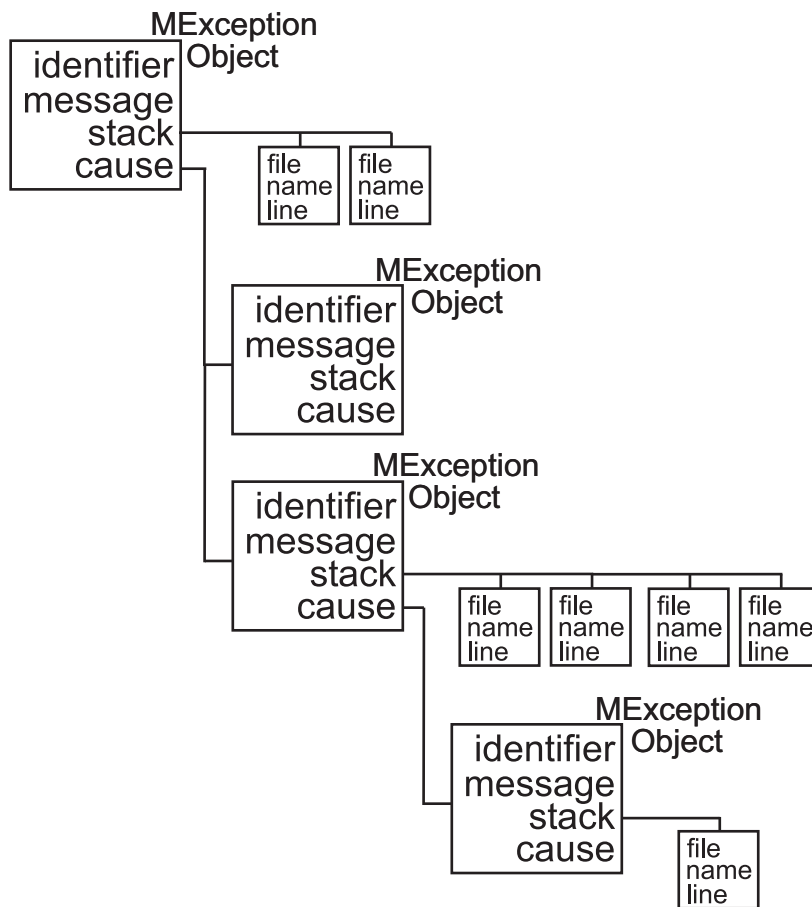 MException
Object
identifier
message
stack
cause
file
name
line
file
name
line
MException
Object
identifier
message
stack
cause
MException
Object
identifier
message
stack
cause
file
name
line
file
name
line
file
name
line
file
name
line
MException
Object
identifier
message
stack
cause
file
name
line